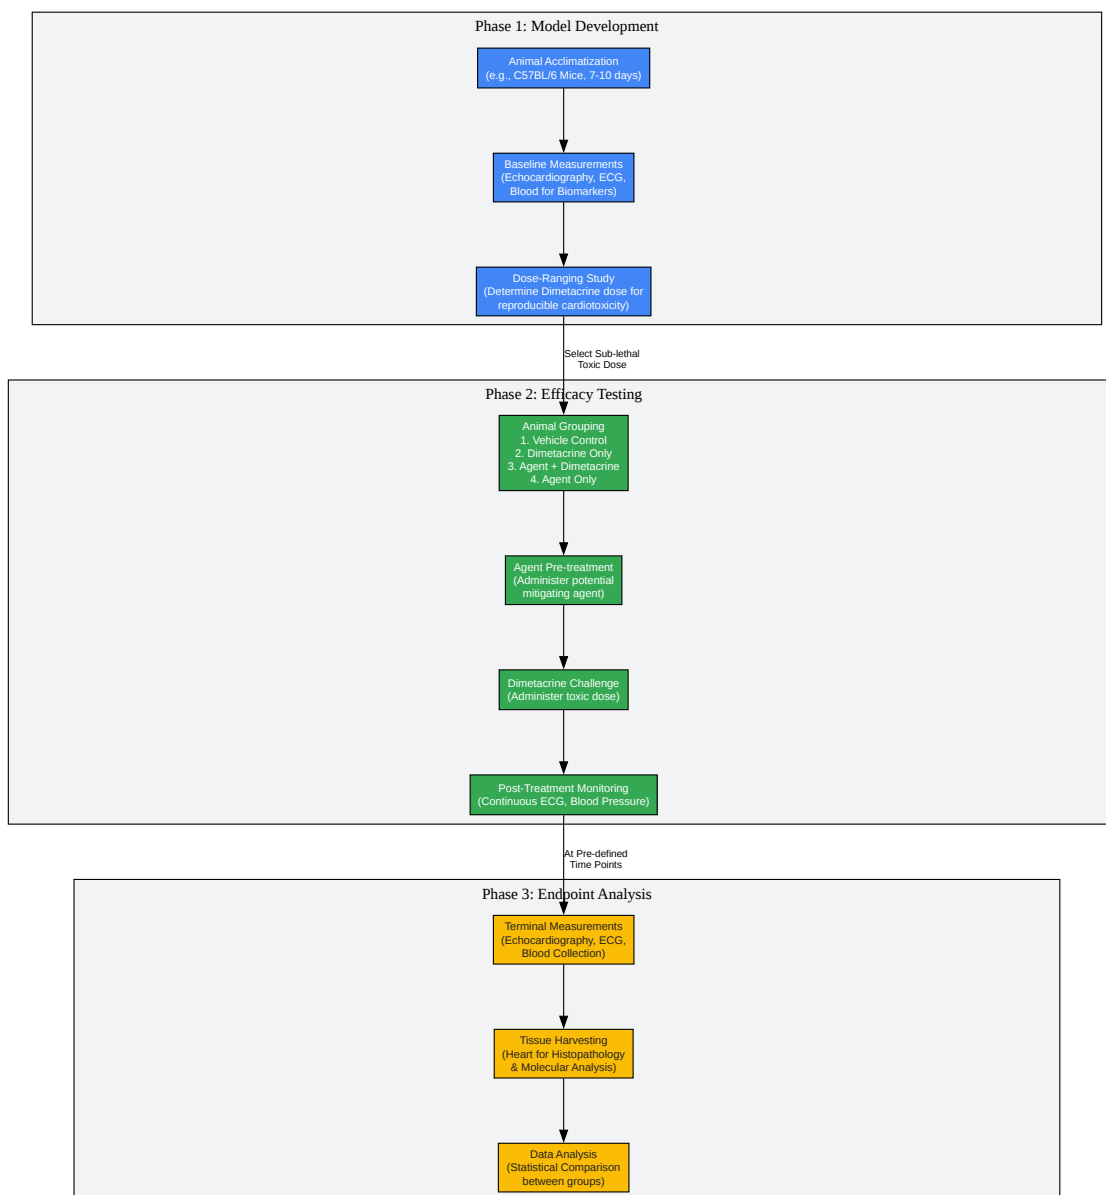 Phase 1: Model Development
Animal Acclimatization
(e.g., C57BL/6 Mice, 7-10 days)
Baseline Measurements
(Echocardiography, ECG,
Blood for Biomarkers)
Dose-Ranging Study
(Determine Dimetacrine dose for
reproducible cardiotoxicity)
Select Sub-lethal
Toxic Dose
Phase 2: Efficacy Testing
Animal Grouping
1. Vehicle Control
2. Dimetacrine Only
3. Agent + Dimetacrine
4. Agent Only
Agent Pre-treatment
(Administer potential
mitigating agent)
Dimetacrine Challenge
(Administer toxic dose)
Post-Treatment Monitoring
(Continuous ECG, Blood Pressure)
At Pre-defined
Time Points
Phase 3: Endpoint Analysis
Terminal Measurements
(Echocardiography, ECG,
Blood Collection)
Tissue Harvesting
(Heart for Histopathology
& Molecular Analysis)
Data Analysis
(Statistical Comparison
between groups)